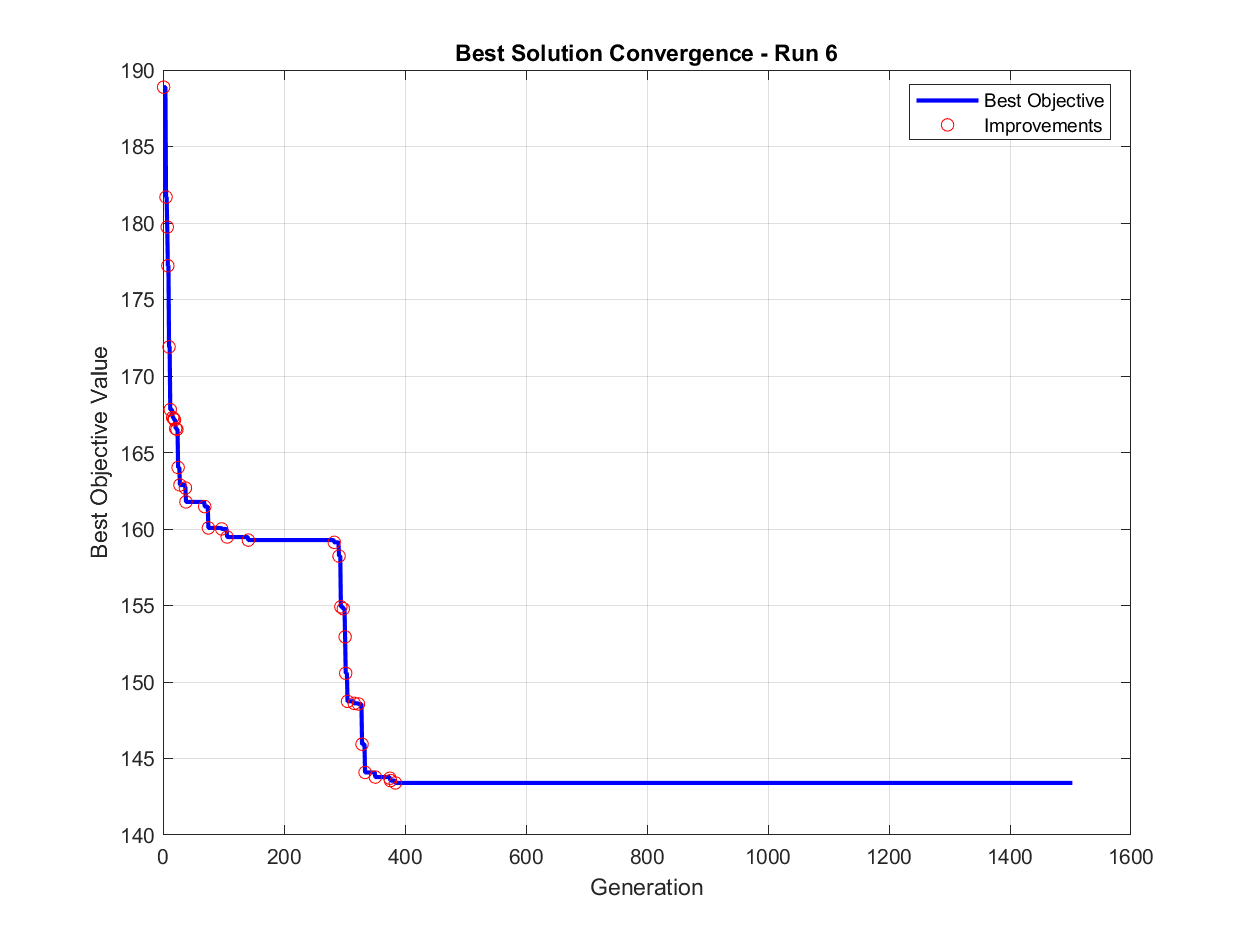 Best Solution Convergence - Run 6
Best Objective
Improvements
Best Objective Value
190
185
180
175
170
165
160
155
150
145
140
0 200 400 600 800 1000 1200 1400 1600
Generation